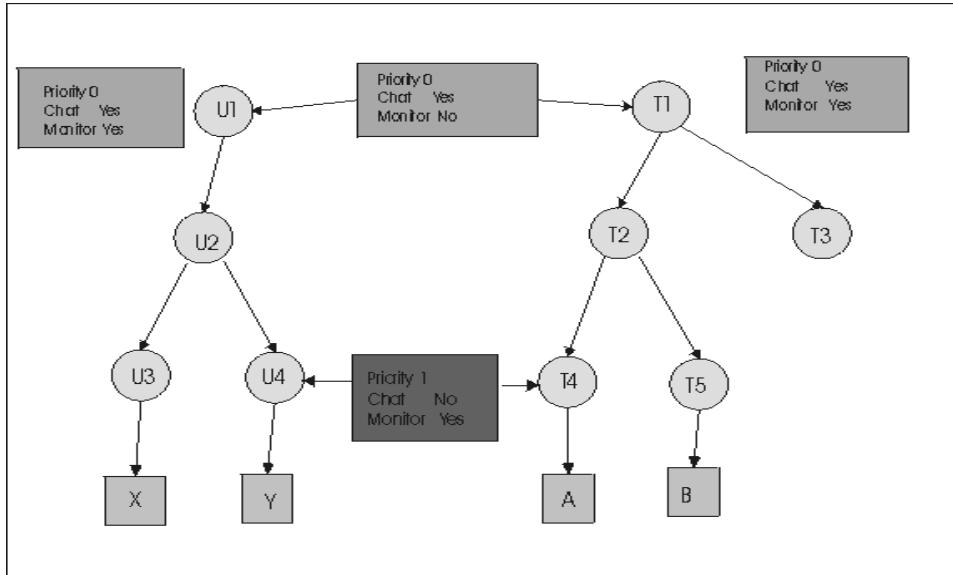 Priority 0
Chat Yes
Monitor Yes
U1
Priority 0
Chat Yes
Monitor No
T1
Priority 0
Chat Yes
Monitor Yes
U2
T2
T3
U3
U4
Priority 1
Chat No
Monitor Yes
T4
T5
X
Y
A
B